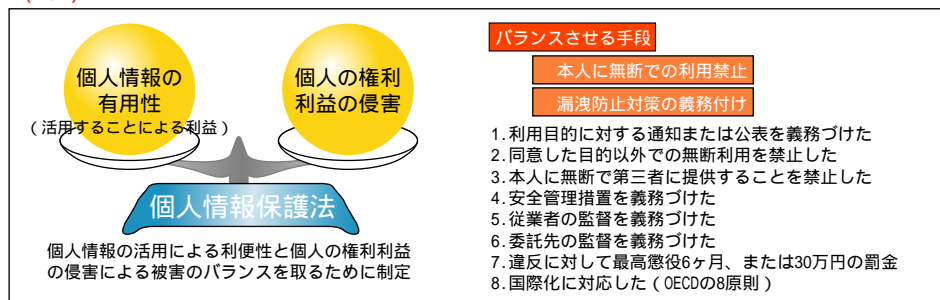 個人情報の
有用性
(活用することによる利益)
個人の権利
利益の侵害
個人情報保護法
個人情報の活用による利便性と個人の権利利益
の侵害による被害のバランスを取るために制定
バランスさせる手段
本人に無断での利用禁止
漏洩防止対策の義務付け
1.利用目的に対する通知または公表を義務づけた
2.同意した目的以外での無断利用を禁止した
3.本人に無断で第三者に提供することを禁止した
4.安全管理措置を義務づけた
5.従業者の監督を義務づけた
6.委託先の監督を義務づけた
7.違反に対して最高懲役6ヶ月、または30万円の罰金
8.国際化に対応した(OECDの8原則)